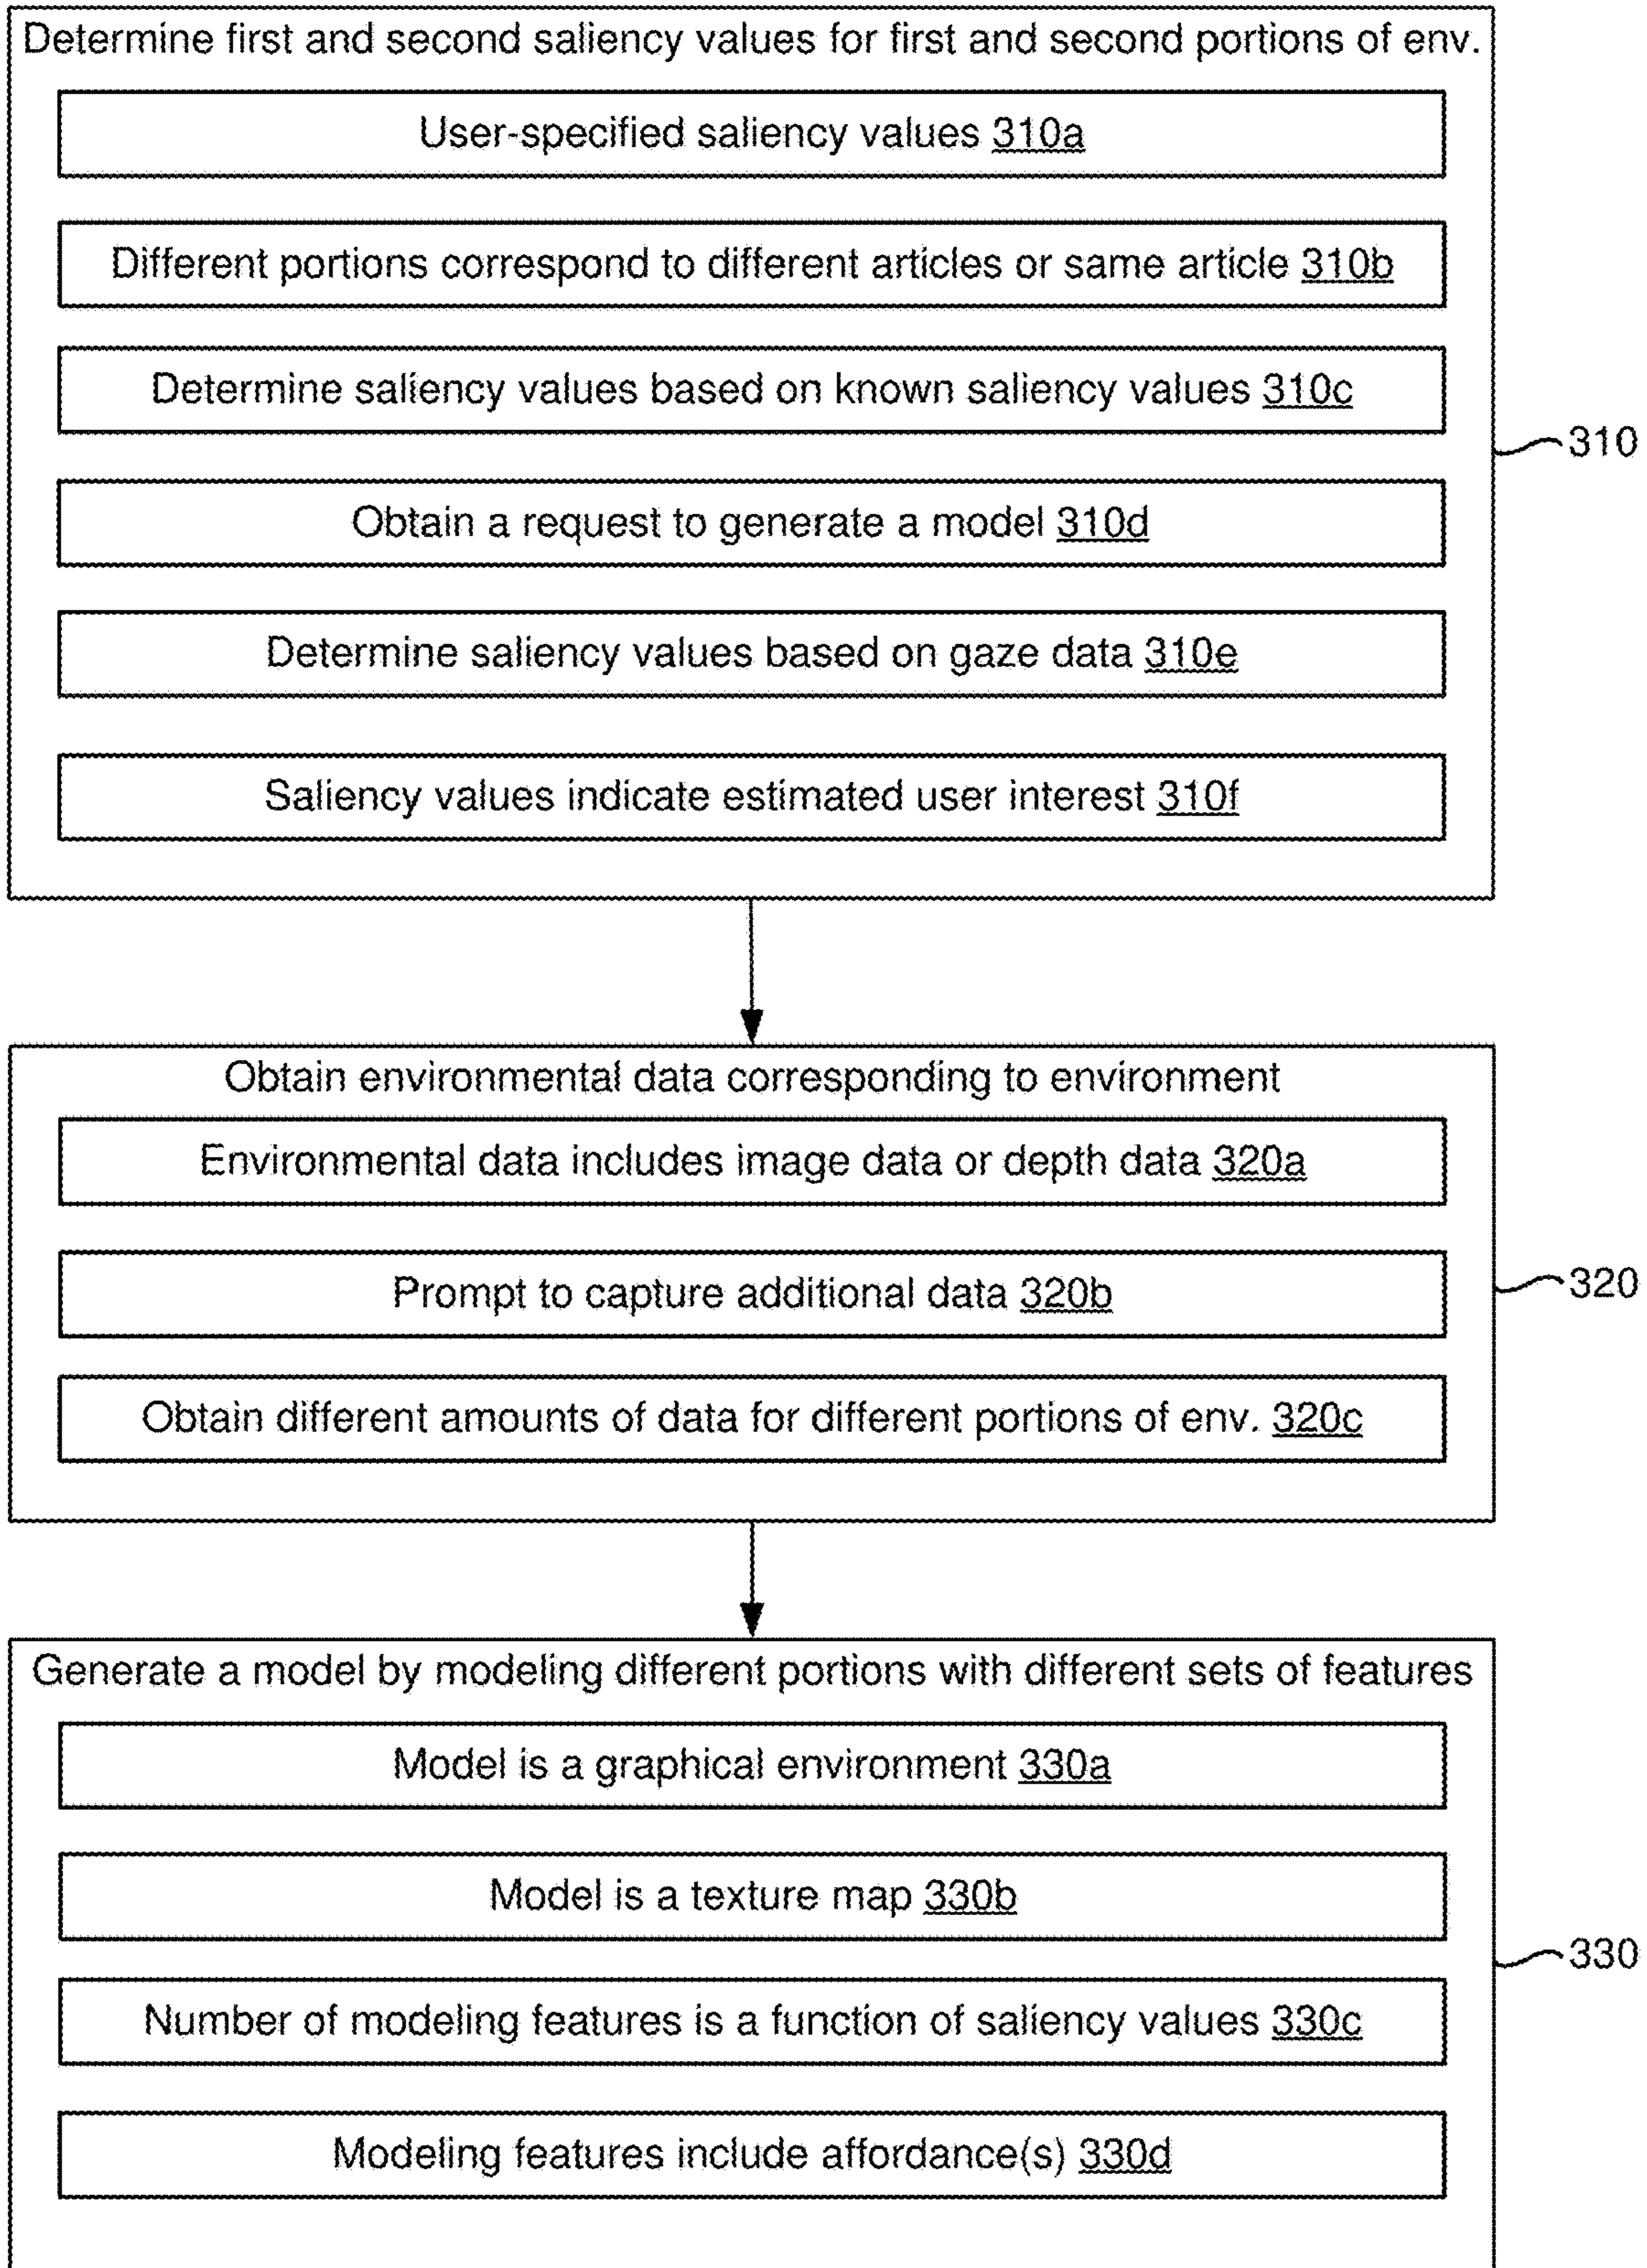 Determine first and second saliency values for first and second portions of env.
User-specified saliency values 310a
Different portions correspond to different articles or same article 310b
Determine saliency values based on known saliency values 310c
310
Obtain a request to generate a model 310d
Determine saliency values based on gaze data 310e
Saliency values indicate estimated user interest 310f
Obtain environmental data corresponding to environment
Environmental data includes image data or depth data 320a
Prompt to capture additional data 320b
320
Obtain different amounts of data for different portions of env. 320c
Generate a model by modeling different portions with different sets of features
Model is a graphical environment 330a
Model is a texture map 330b
330
Number of modeling features is a function of saliency values 330c
Modeling features include affordance(s) 330d